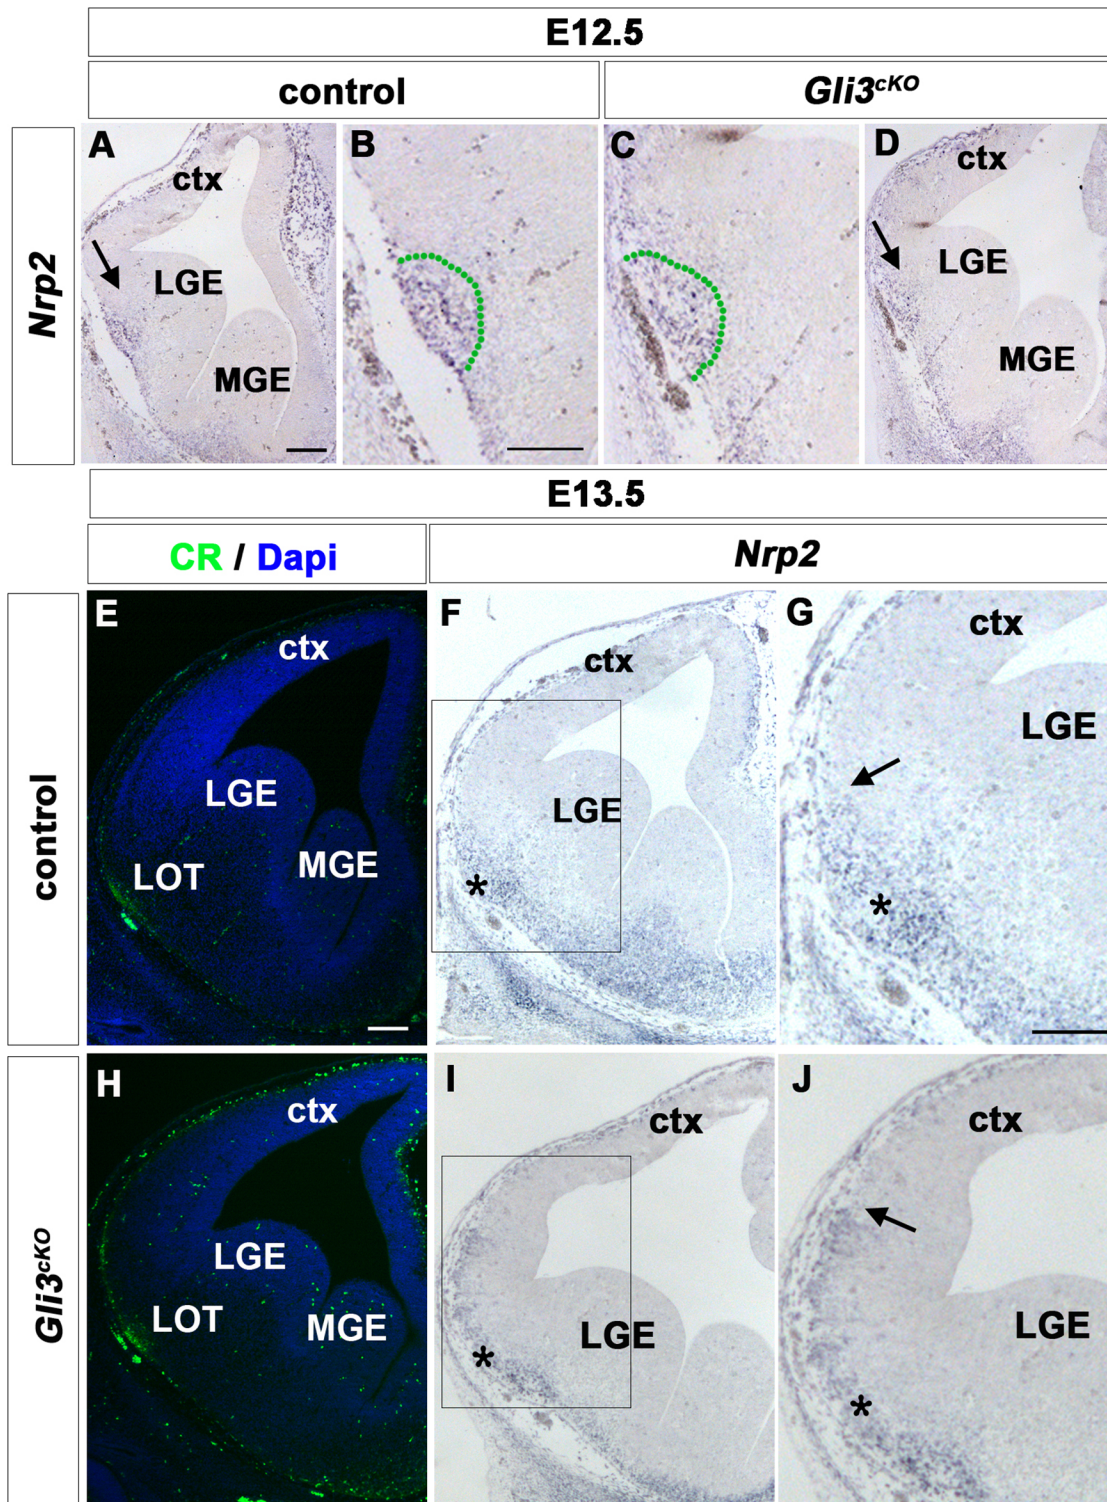 E12.5
control
Gli3cKO
Nrp2
A
ctx
LGE
MGE
B
C
D
ctx
LGE
MGE
E13.5
CR / Dapi
Nrp2
control
E
ctx
LGE
LOT
MGE
F
ctx
LGE
*
G
ctx
LGE
*
Gli3cKO
H
ctx
LGE
LOT
MGE
I
ctx
LGE
*
J
ctx
LGE
*